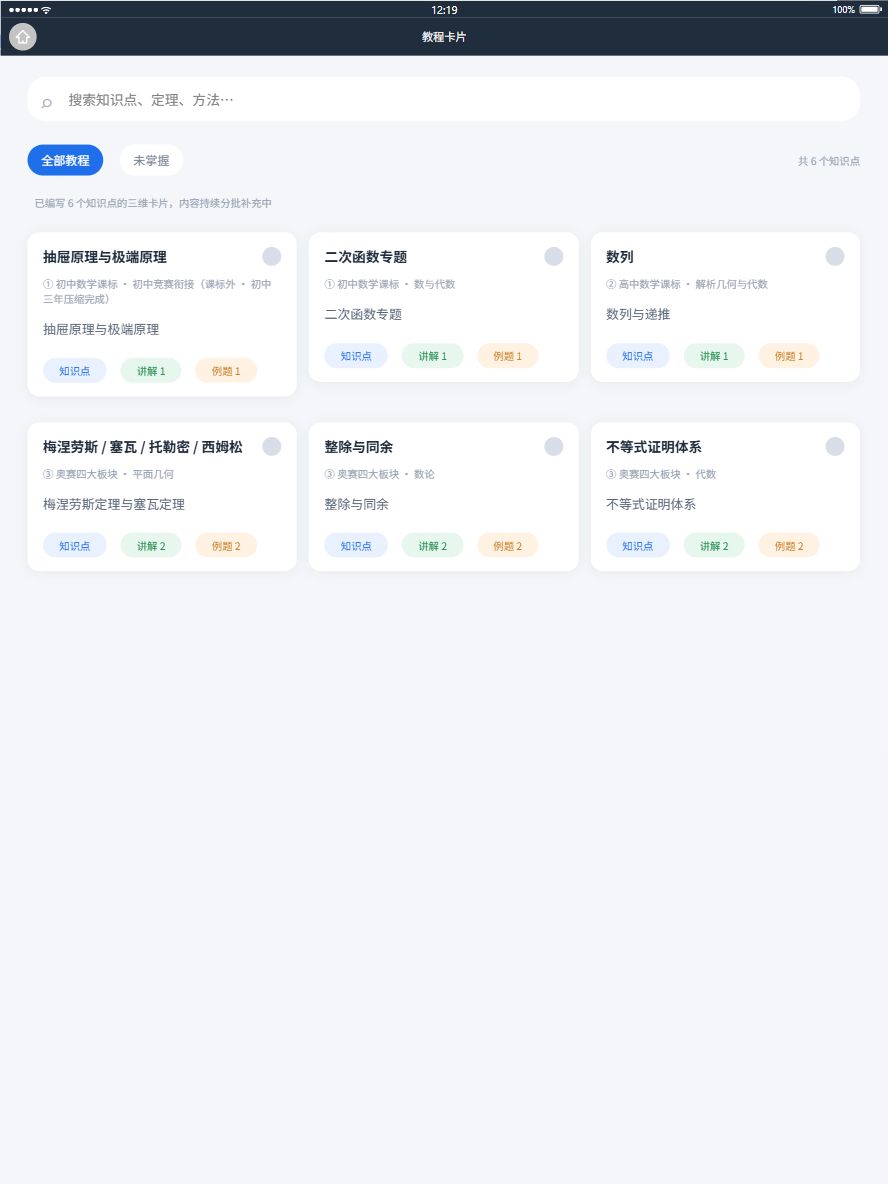 12:19
100%
教程卡片
搜索知识点、定理、方法…
全部教程
未掌握
共 6 个知识点
已编写 6 个知识点的三维卡片，内容持续分批补充中
抽屉原理与极端原理
① 初中数学课标 · 初中竞赛衔接（课标外 · 初中
三年压缩完成）
抽屉原理与极端原理
知识点 讲解 1 例题 1
二次函数专题
① 初中数学课标 · 数与代数
二次函数专题
知识点 讲解 1 例题 1
数列
② 高中数学课标 · 解析几何与代数
数列与递推
知识点 讲解 1 例题 1
梅涅劳斯 / 塞瓦 / 托勒密 / 西姆松
③ 奥赛四大板块 · 平面几何
梅涅劳斯定理与塞瓦定理
知识点 讲解 2 例题 2
整除与同余
③ 奥赛四大板块 · 数论
整除与同余
知识点 讲解 2 例题 2
不等式证明体系
③ 奥赛四大板块 · 代数
不等式证明体系
知识点 讲解 2 例题 2